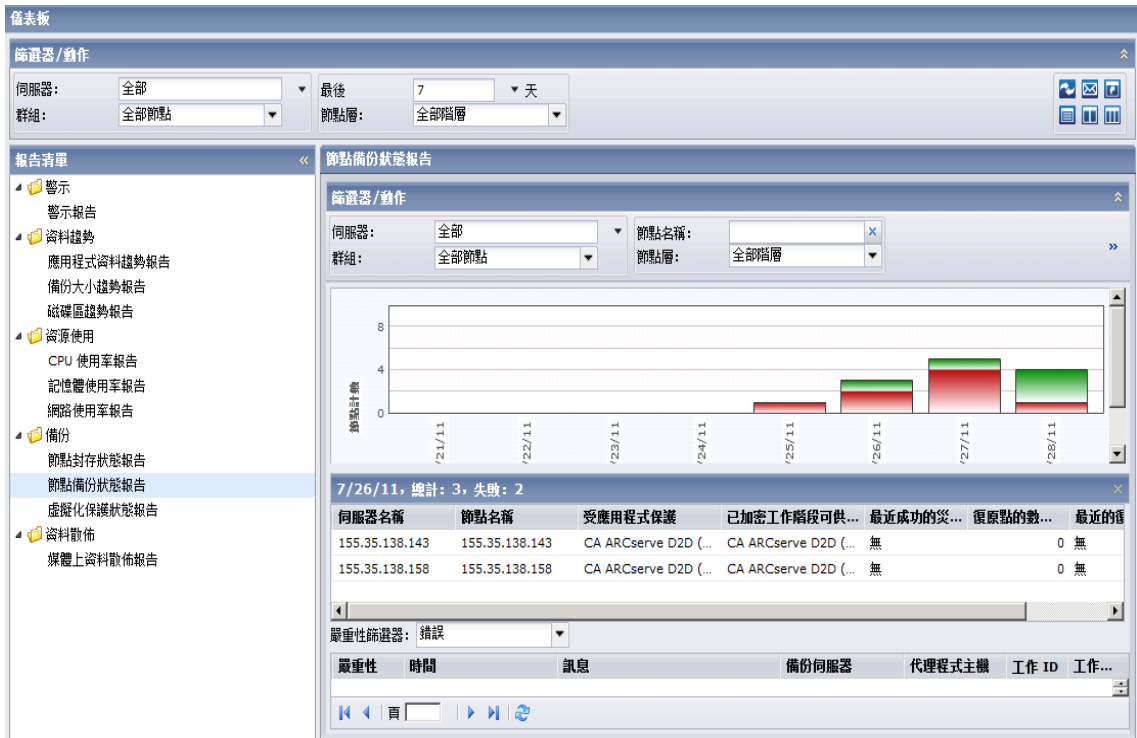 儀表板
篩選器/動作
伺服器: 全部 最後 7 天
群組: 全部節點 節點層: 全部階層
報告清單
警示
警示報告
資料趨勢
應用程式資料趨勢報告
備份大小趨勢報告
磁碟區趨勢報告
資源使用
CPU 使用率報告
記憶體使用率報告
網路使用率報告
備份
節點封存狀態報告
節點備份狀態報告
虛擬化保護狀態報告
資料散佈
媒體上資料散佈報告
節點備份狀態報告
篩選器/動作
伺服器: 全部 節點名稱:
群組: 全部節點 節點層: 全部階層
節點計數
8
4
0
/21/11 /22/11 /23/11 /24/11 /25/11 /26/11 /27/11 /28/11
7/26/11，總計: 3，失敗: 2
伺服器名稱 節點名稱 受應用程式保護 已加密工作階段可供... 最近成功的災... 復原點的數... 最近的復
155.35.138.143 155.35.138.143 CA ARCserve D2D (... CA ARCserve D2D (... 無 0 無
155.35.138.158 155.35.138.158 CA ARCserve D2D (... CA ARCserve D2D (... 無 0 無
嚴重性篩選器: 錯誤
嚴重性 時間 訊息 備份伺服器 代理程式主機 工作 ID 工作...
頁